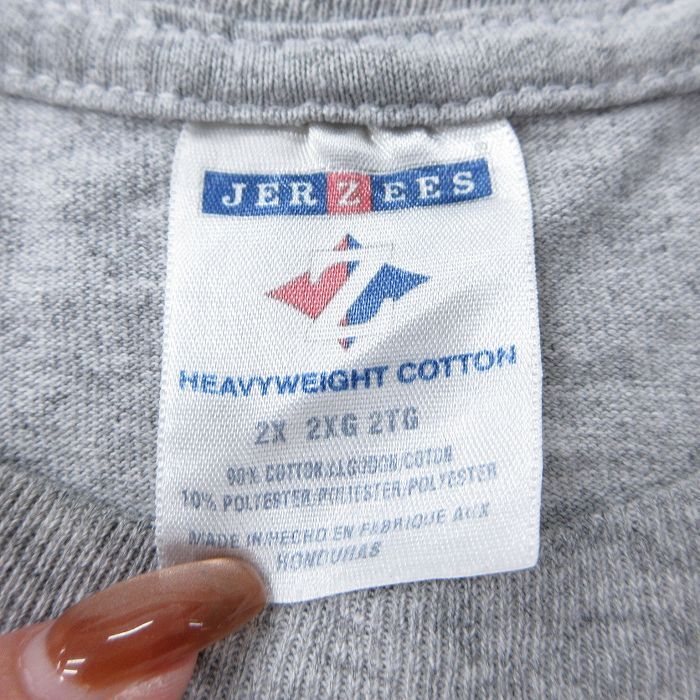 JERZEES®
HEAVYWEIGHT COTTON
2X 2XG 2TG
90% COTTON/ALGODON/COTON
10% POLYESTER/POLIESTER/POLYESTER
MADE IN/HECHO EN FABRIQUE AUX
HONDURAS